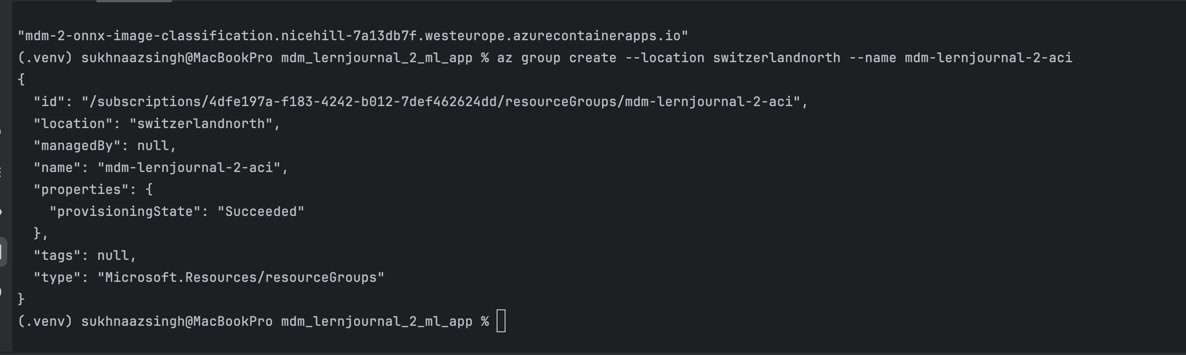 "mdm-2-onnx-image-classification.nicehill-7a13db7f.westeurope.azurecontainerapps.io"
(.venv) sukhnaazsingh@MacBookPro mdm_lernjournal_2_ml_app % az group create --location switzerlandnorth --name mdm-lernjournal-2-aci
{
  "id": "/subscriptions/4dfe197a-f183-4242-b012-7def462624dd/resourceGroups/mdm-lernjournal-2-aci",
  "location": "switzerlandnorth",
  "managedBy": null,
  "name": "mdm-lernjournal-2-aci",
  "properties": {
    "provisioningState": "Succeeded"
  },
  "tags": null,
  "type": "Microsoft.Resources/resourceGroups"
}
(.venv) sukhnaazsingh@MacBookPro mdm_lernjournal_2_ml_app %